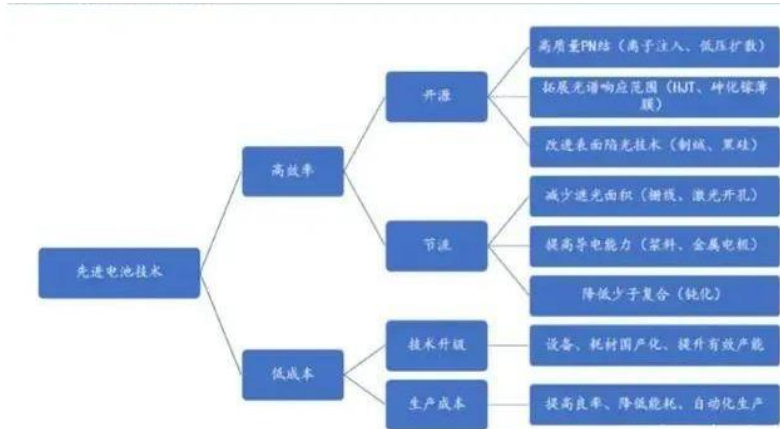 高质量PN结（离子注入、低压扩散）
开源
拓展光谱响应范围（HJT、砷化镓薄
膜）
改进表面陷光技术（制绒、黑硅）
高效率
减少遮光面积（栅线、激光开孔）
节流
提高导电能力（浆料、金属电极）
先进电池技术
降低少子复合（钝化）
技术升级
设备、耗材国产化、提升有效产能
低成本
生产成本
提高良率、降低能耗、自动化生产